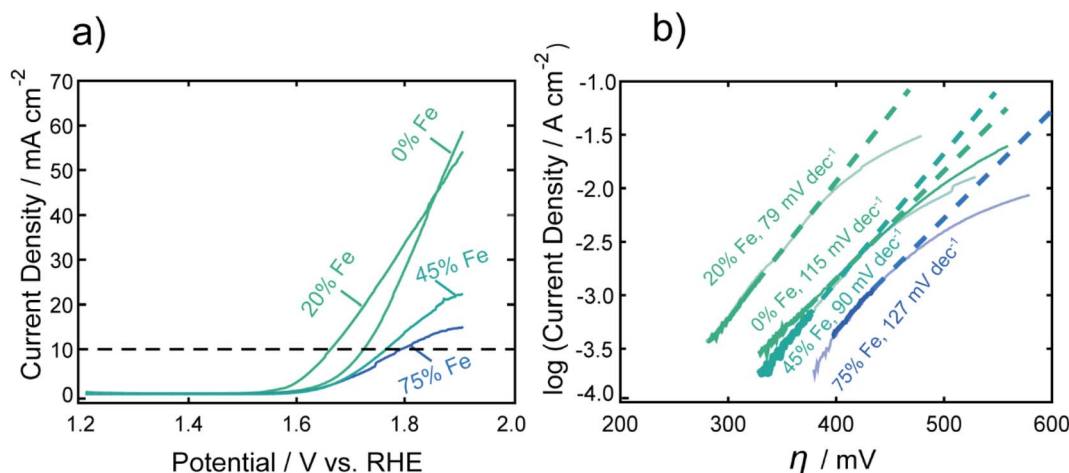 a)
Current Density / mA cm⁻²
70
60
50
40
30
20
10
0
0% Fe
20% Fe
45% Fe
75% Fe
1.2
1.4
1.6
1.8
2.0
Potential / V vs. RHE
b)
log (Current Density / A cm⁻²)
-1.0
-1.5
-2.0
-2.5
-3.0
-3.5
-4.0
20% Fe, 79 mV dec⁻¹
0% Fe, 115 mV dec⁻¹
45% Fe, 90 mV dec⁻¹
75% Fe, 127 mV dec⁻¹
200
300
400
500
600
η / mV